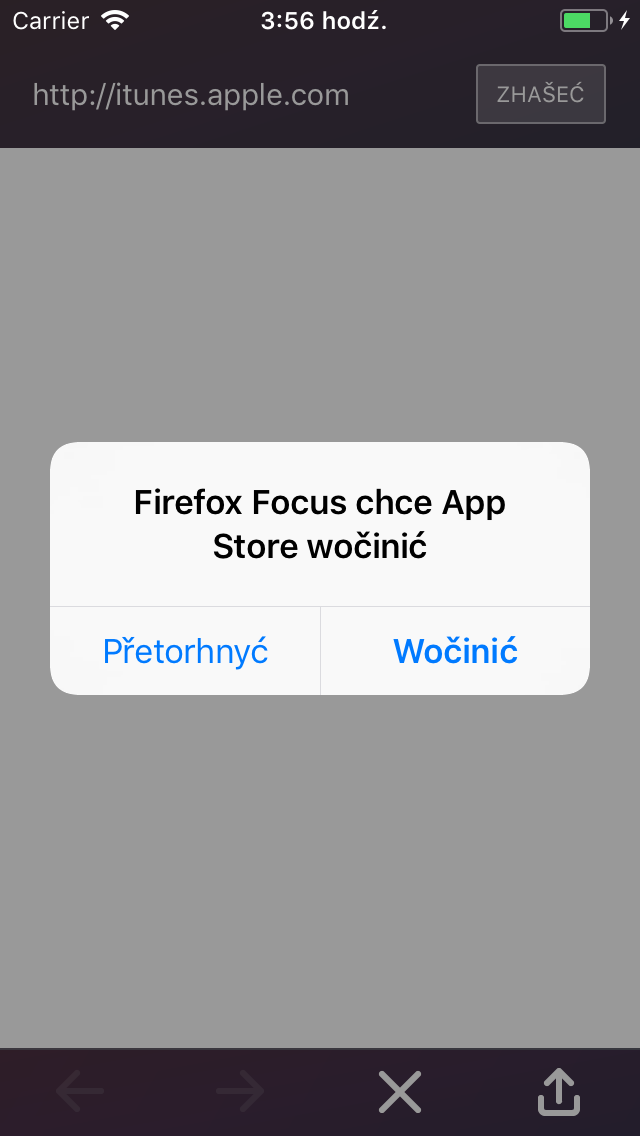 Carrier 3:56 hodź.
http://itunes.apple.com ZHAŠEĆ
Firefox Focus chce App
Store wočinić
Přetorhnyć Wočinić